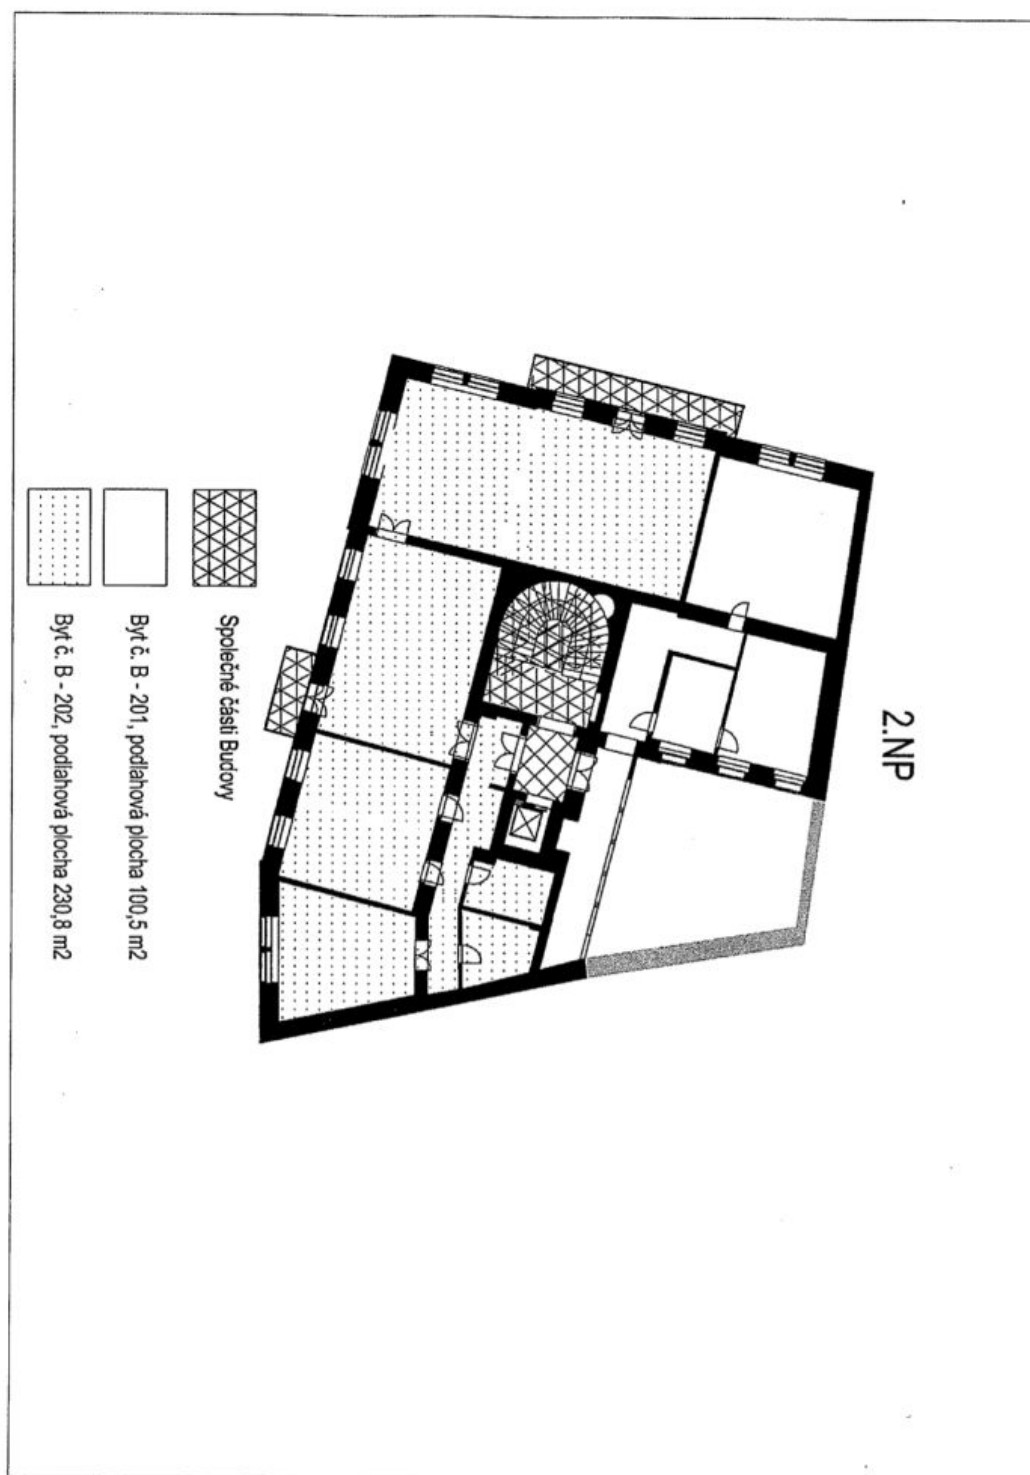 2.NP
Společné části Budovy
Byt č. B - 201, podlahová plocha 100,5 m2
Byt č. B - 202, podlahová plocha 230,8 m2